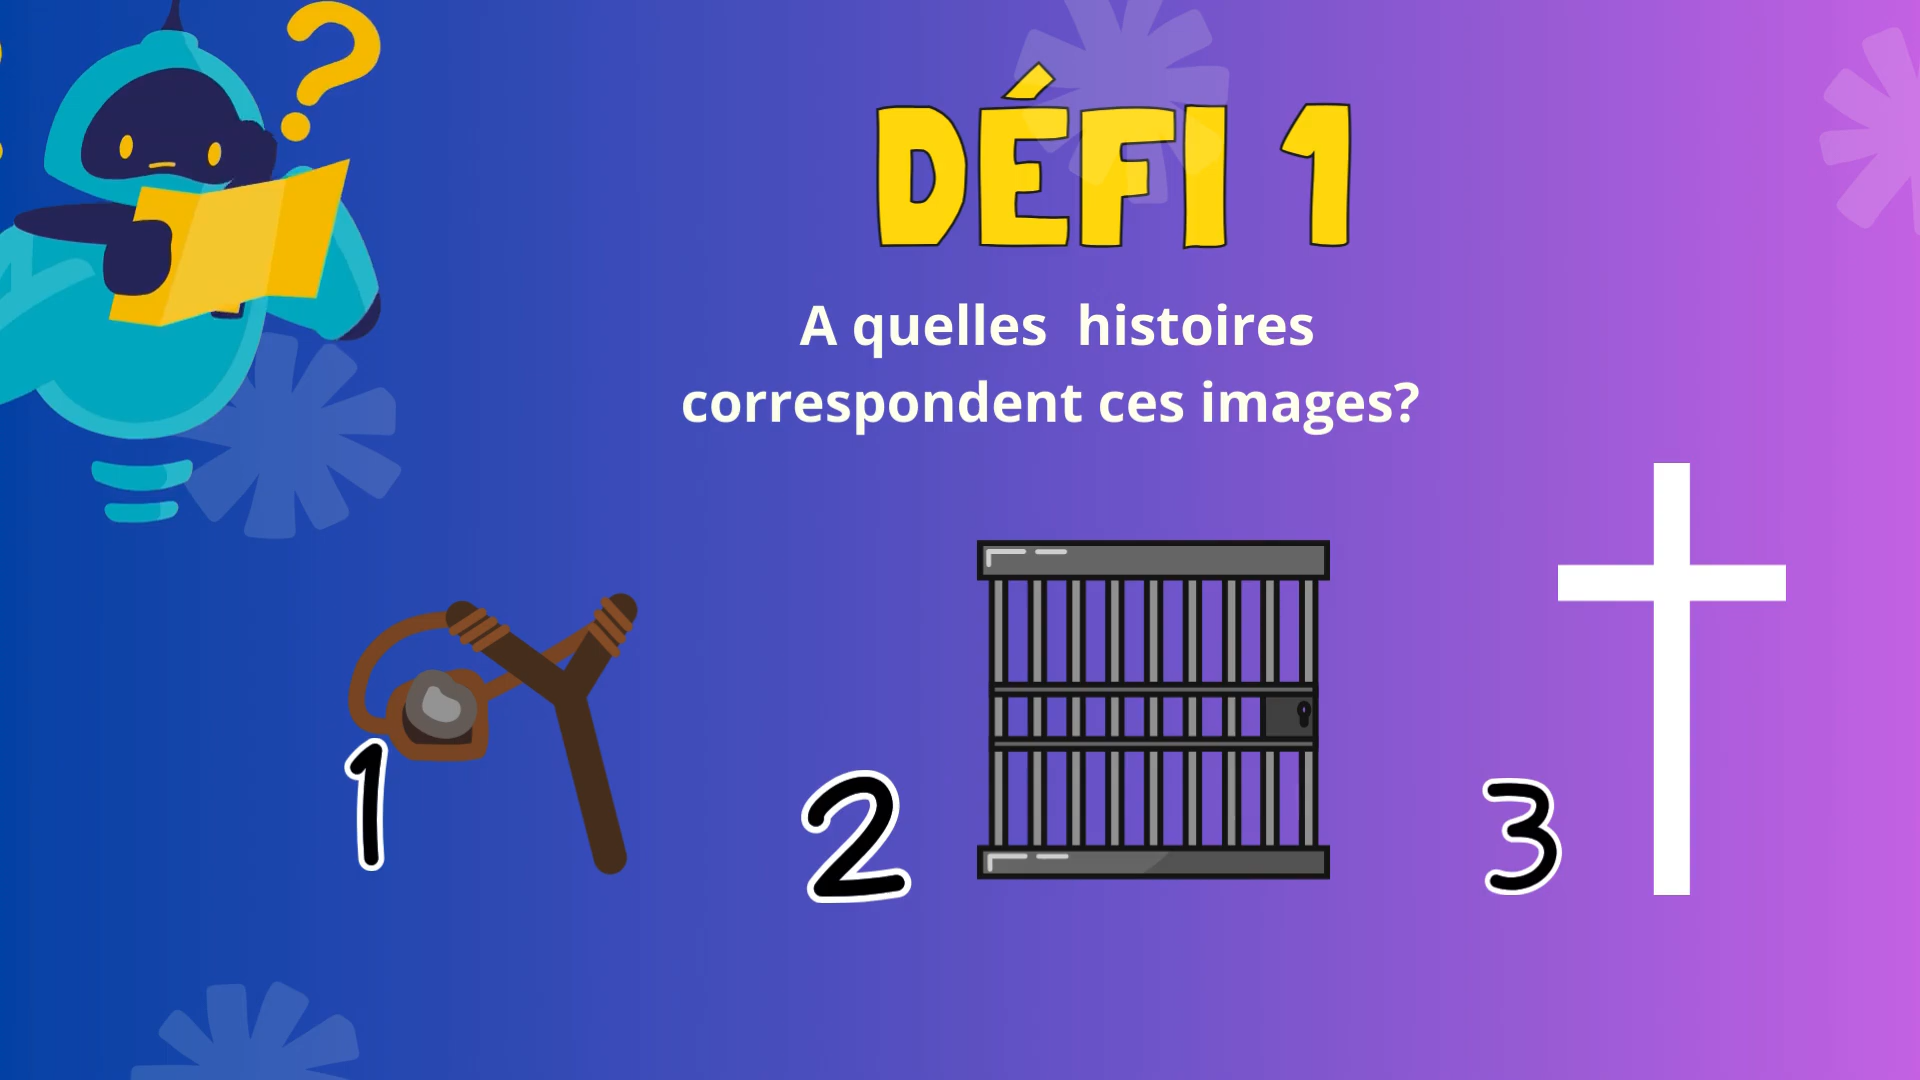 ?
DÉFI 1
A quelles histoires
correspondent ces images?
1
2
3